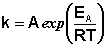 k = A exp(E_A/RT)